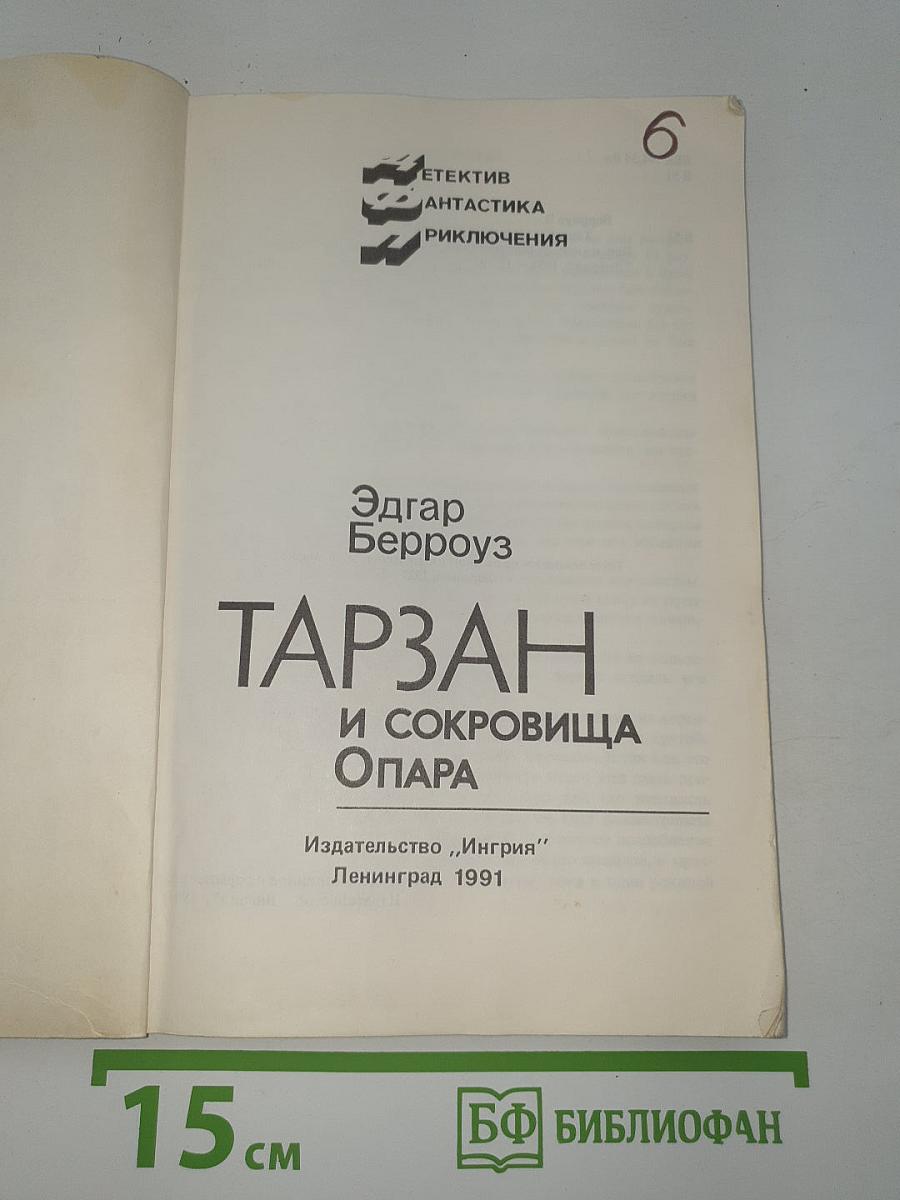 6
Детектив
Фантастика
Приключения
Эдгар
Берроуз
ТАРЗАН
И СОКРОВИЩА
ОПАРА
Издательство „Ингрия"
Ленинград 1991
15 см
БФ БИБЛИОФАН